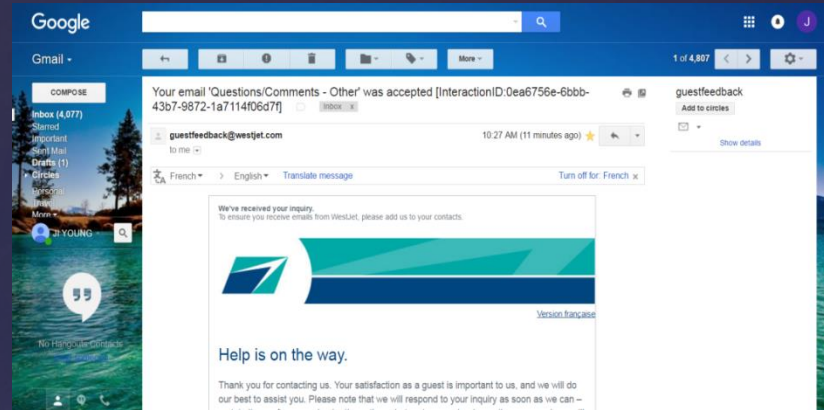 Google
Gmail
More
1 of 4,807
COMPOSE
Inbox (4,077)
Starred
Important
Sent Mail
Drafts (1)
Circles
Personal
Travel
More
JI YOUNG
No Hangouts Contacts
Your email 'Questions/Comments - Other' was accepted [InteractionID:0ea6756e-6bbb-
43b7-9872-1a7114f06d7f]
Inbox x
guestfeedback@westjet.com
10:27 AM (11 minutes ago)
to me
French > English Translate message
Turn off for: French x
We've received your inquiry.
To ensure you receive emails from WestJet, please add us to your contacts.
Version française
Help is on the way.
Thank you for contacting us. Your satisfaction as a guest is important to us, and we will do
our best to assist you. Please note that we will respond to your inquiry as soon as we can –
guestfeedback
Add to circles
Show details
J